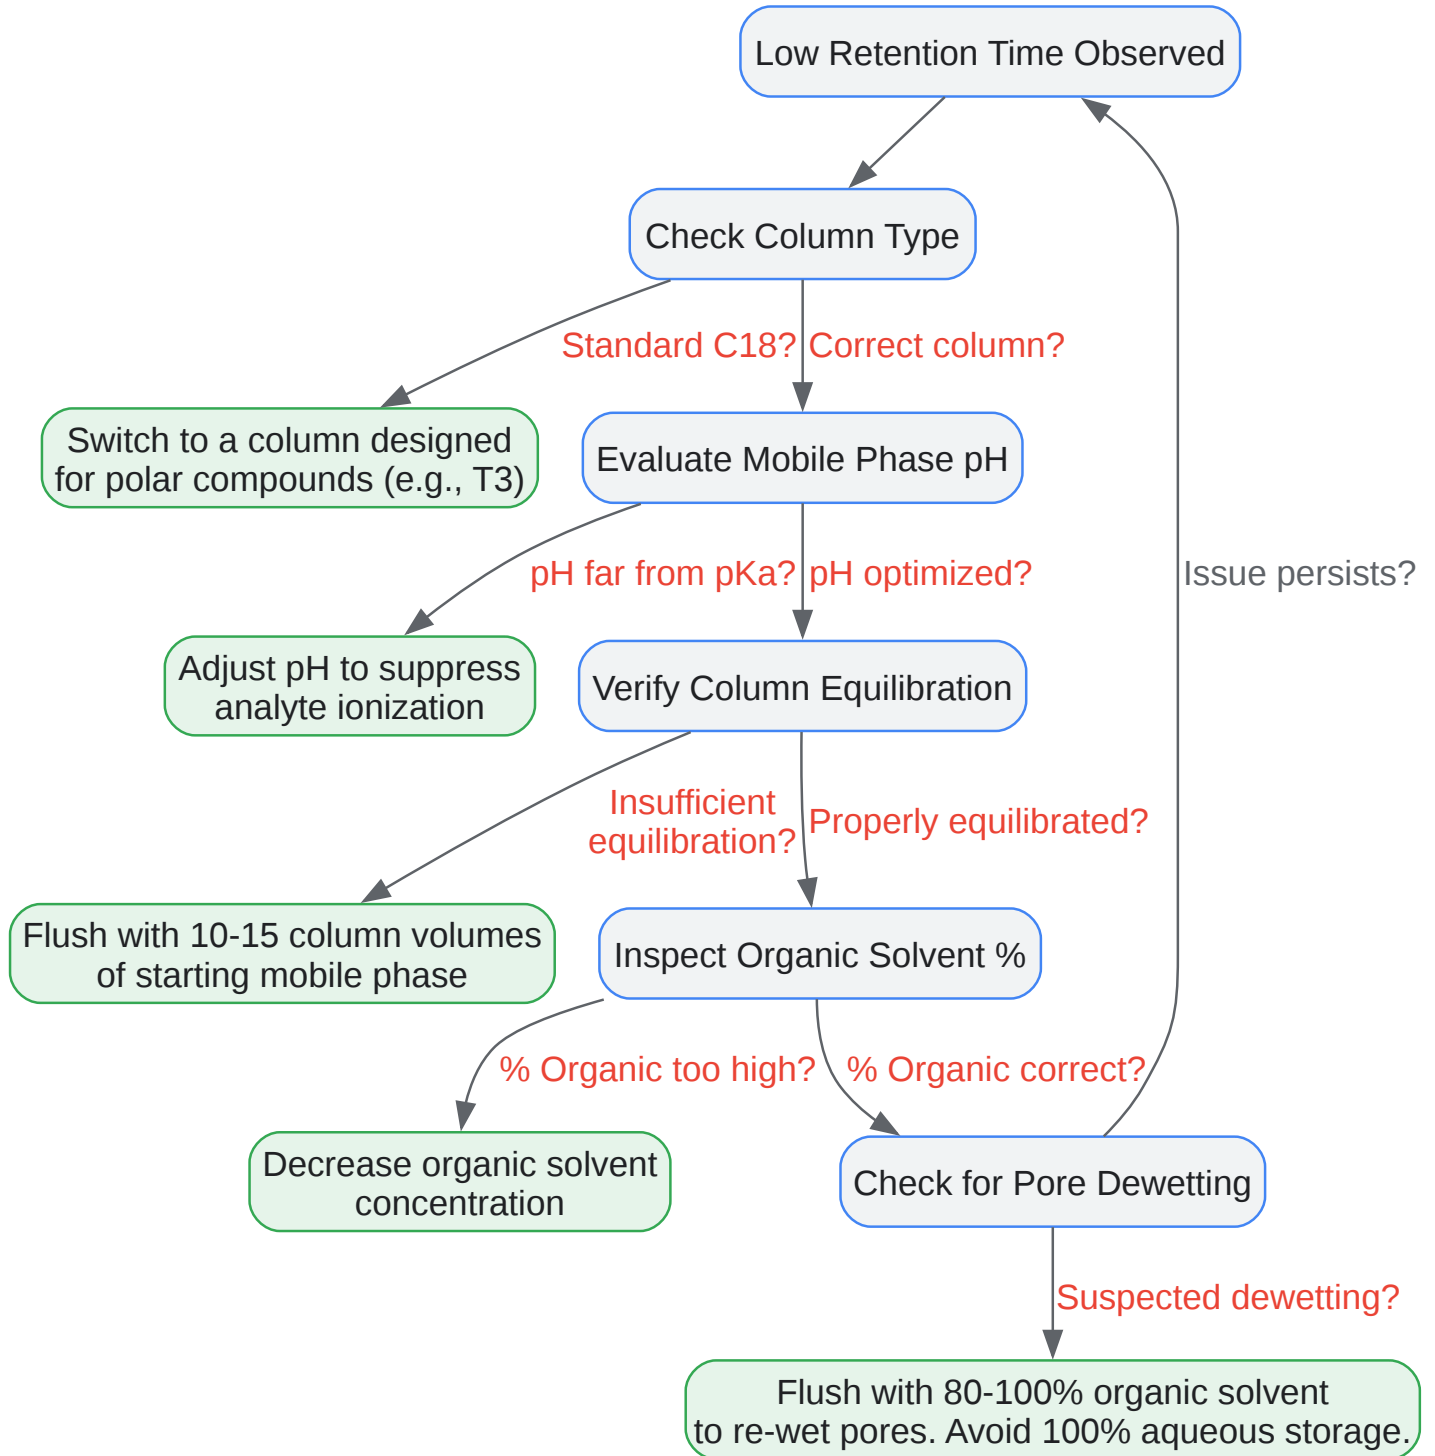 Low Retention Time Observed
Check Column Type
Standard C18?
Correct column?
Switch to a column designed
for polar compounds (e.g., T3)
Evaluate Mobile Phase pH
pH far from pKa?
pH optimized?
Issue persists?
Adjust pH to suppress
analyte ionization
Verify Column Equilibration
Insufficient
equilibration?
Properly equilibrated?
Flush with 10-15 column volumes
of starting mobile phase
Inspect Organic Solvent %
% Organic too high?
% Organic correct?
Decrease organic solvent
concentration
Check for Pore Dewetting
Suspected dewetting?
Flush with 80-100% organic solvent
to re-wet pores. Avoid 100% aqueous storage.